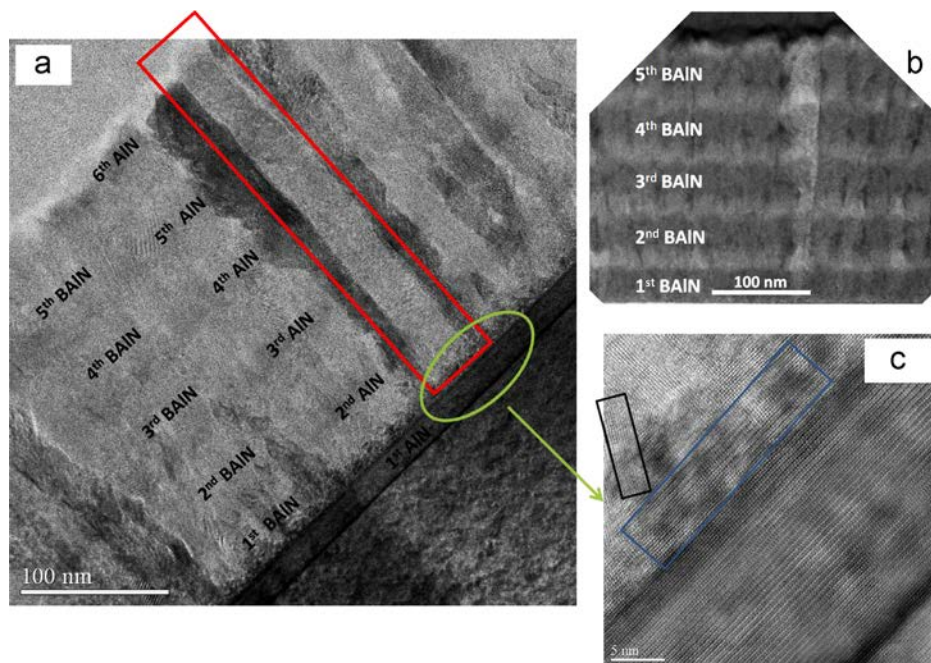 a
6th AlN
5th AlN
4th AlN
3rd AlN
2nd AlN
1st AlN
5th BAlN
4th BAlN
3rd BAlN
2nd BAlN
1st BAlN
100 nm
b
5th BAlN
4th BAlN
3rd BAlN
2nd BAlN
1st BAlN
100 nm
c
5 nm